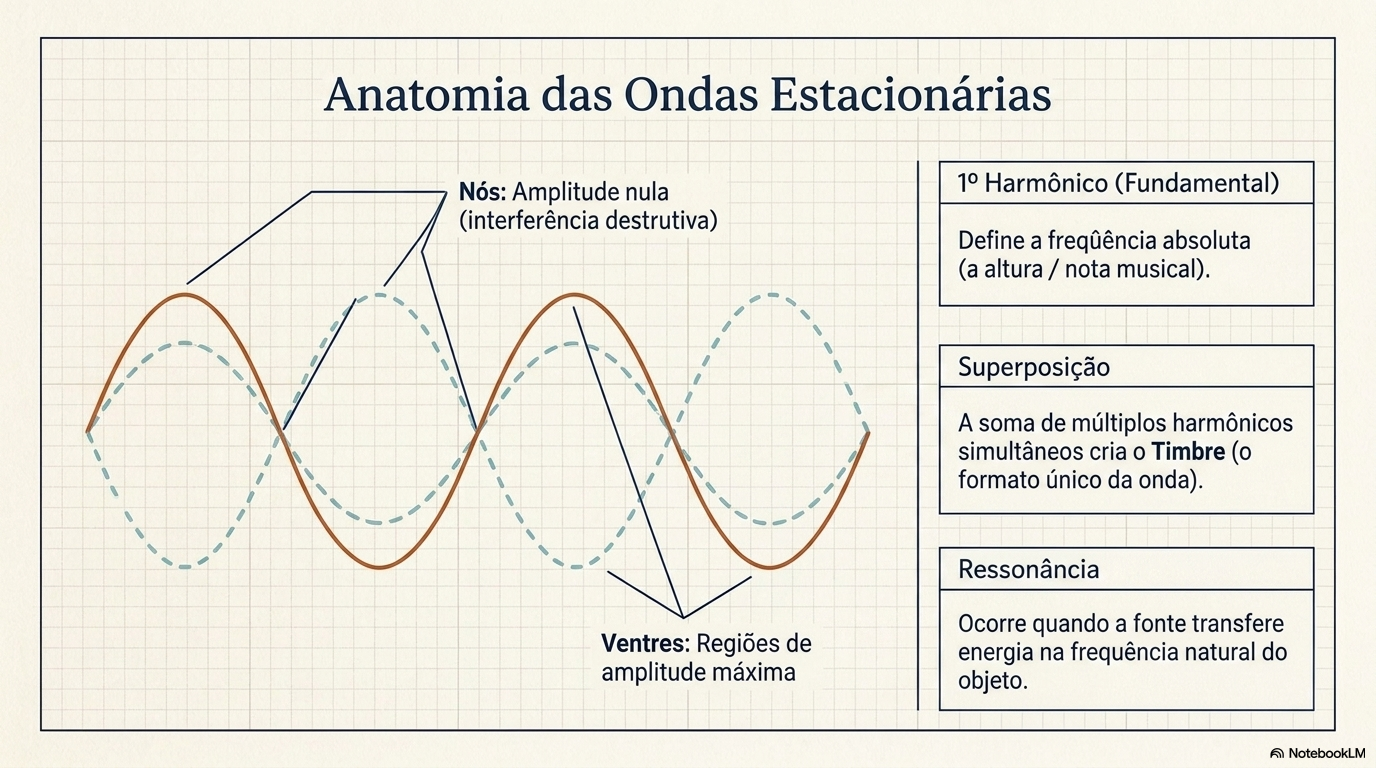 Anatomia das Ondas Estacionárias
Nós: Amplitude nula
(interferência destrutiva)
Ventres: Regiões de
amplitude máxima
1º Harmônico (Fundamental)
Define a freqûência absoluta
(a altura / nota musical).
Superposição
A soma de múltiplos harmônicos
simultâneos cria o Timbre (o
formato único da onda).
Ressonância
Ocorre quando a fonte transfere
energia na frequência natural do
objeto.
NotebookLM